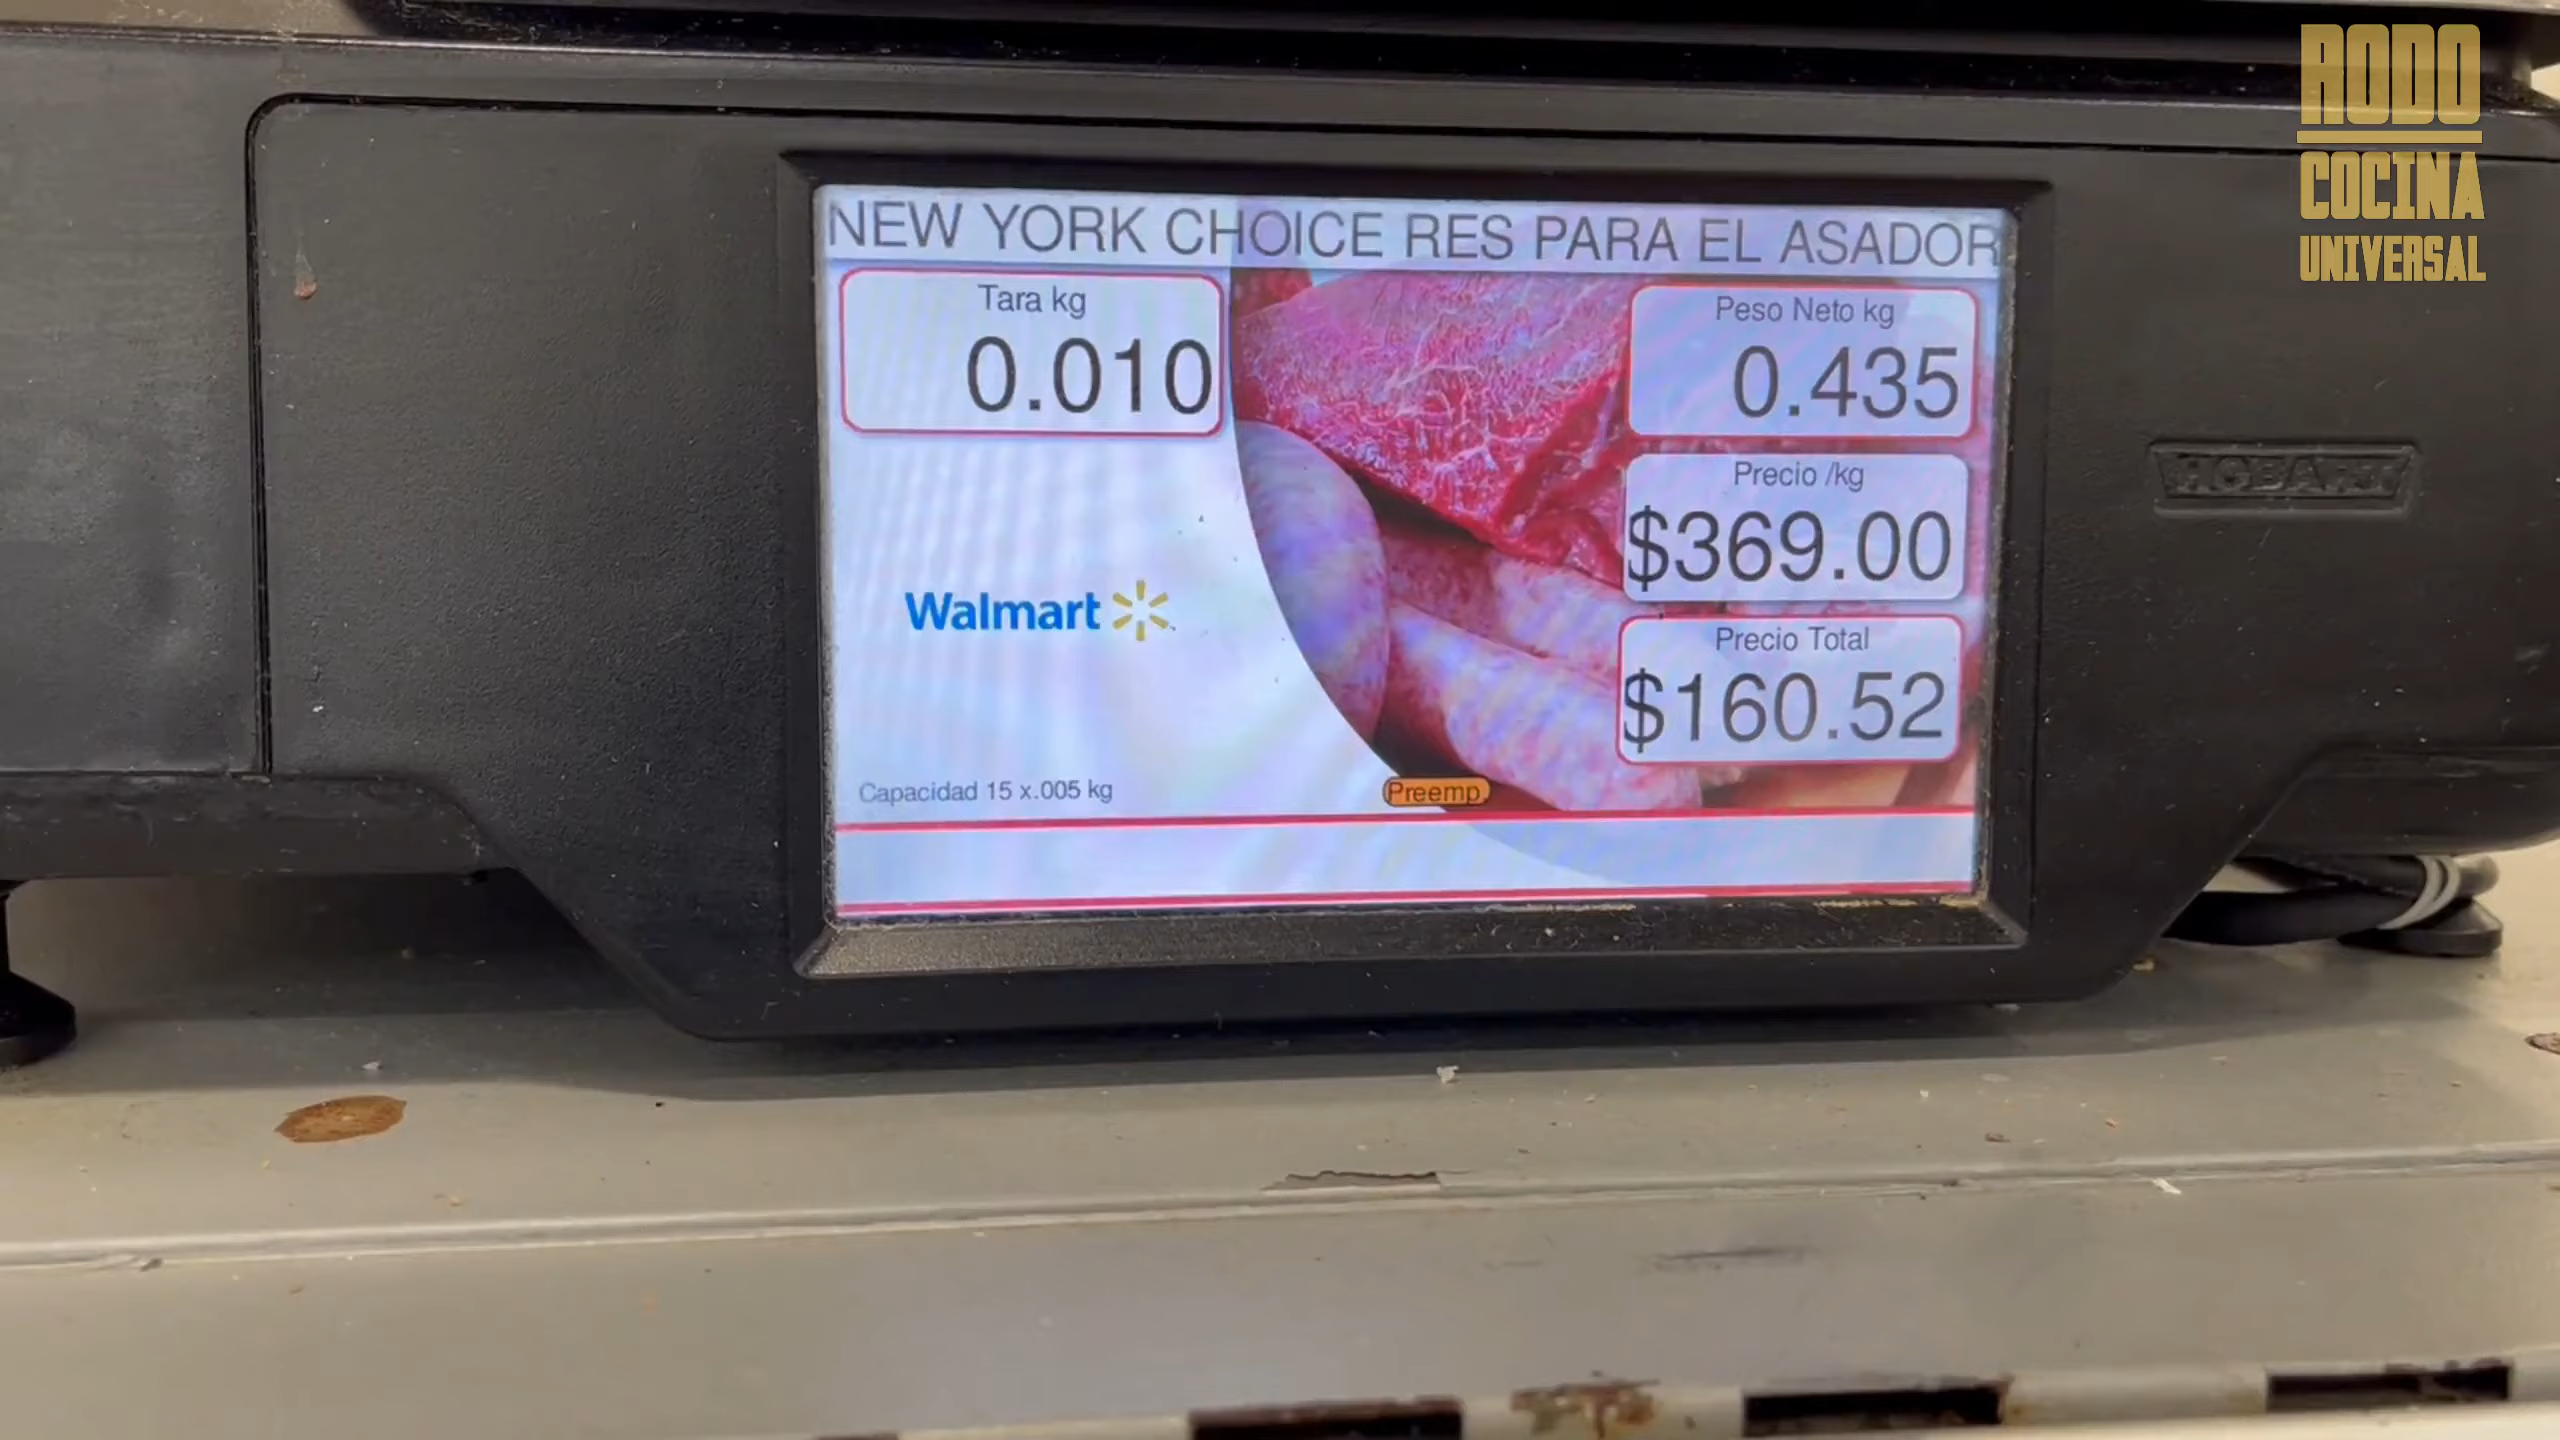 RODO
COCINA
UNIVERSAL
NEW YORK CHOICE RES PARA EL ASADOR
Tara kg
0.010
Peso Neto kg
0.435
Precio /kg
$369.00
Walmart
Precio Total
$160.52
Capacidad 15 x.005 kg
Preemp.
HOBART